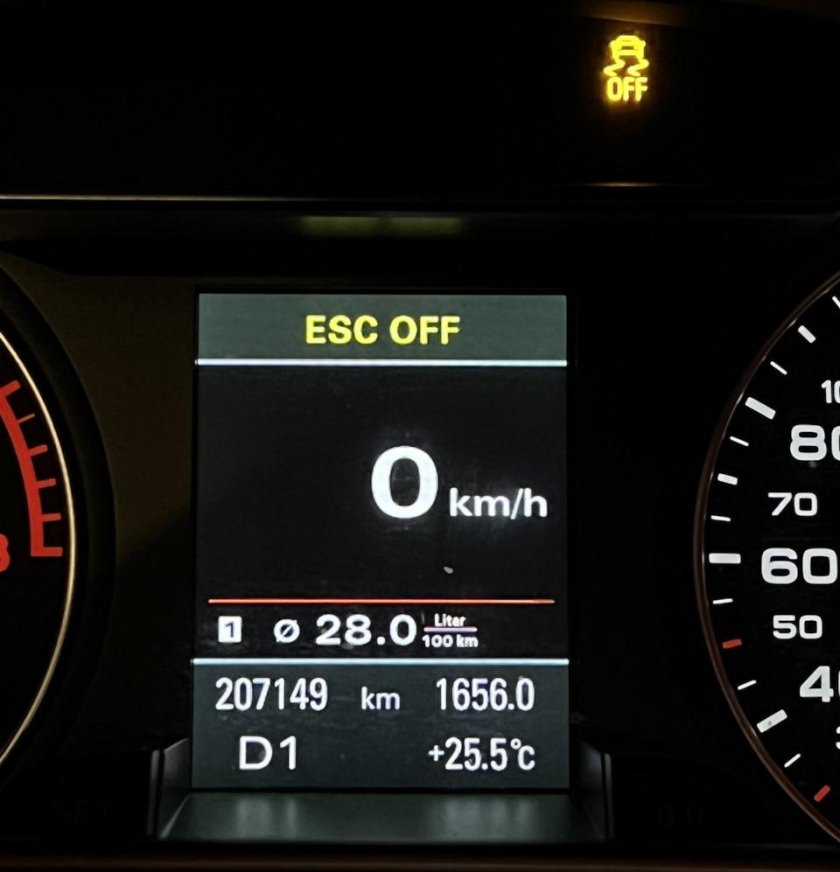 OFF
ESC OFF
0 km/h
1 Ø 28.0 Liter
100 km
207149 km 1656.0
D1 +25.5°C
80
70
60
50